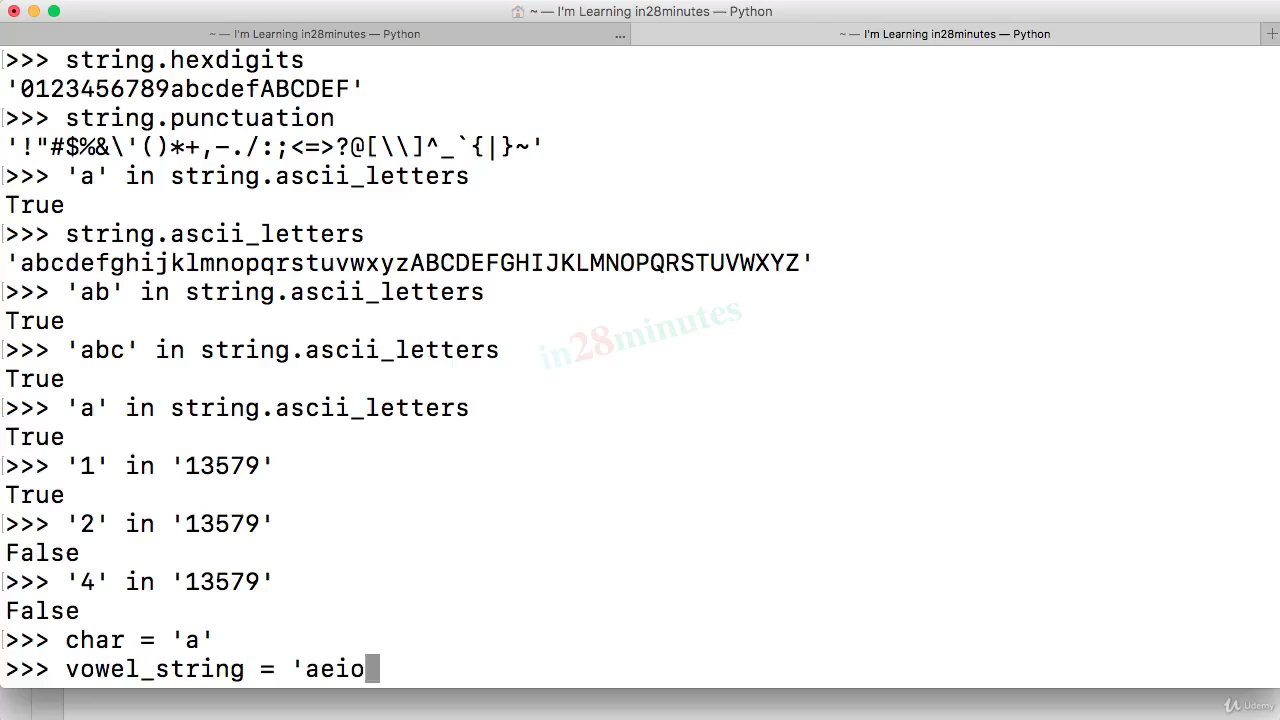 ~ — I'm Learning in28minutes — Python
~ — I'm Learning in28minutes — Python ... ~ — I'm Learning in28minutes — Python +
>>> string.hexdigits
'0123456789abcdefABCDEF'
>>> string.punctuation
'!"#$%&\'()*+,-./:;<=>?@[\\]^_`{|}~'
>>> 'a' in string.ascii_letters
True
>>> string.ascii_letters
'abcdefghijklmnopqrstuvwxyzABCDEFGHIJKLMNOPQRSTUVWXYZ'
>>> 'ab' in string.ascii_letters
True
>>> 'abc' in string.ascii_letters
True
>>> 'a' in string.ascii_letters
True
>>> '1' in '13579'
True
>>> '2' in '13579'
False
>>> '4' in '13579'
False
>>> char = 'a'
>>> vowel_string = 'aeio
in28minutes
Udemy